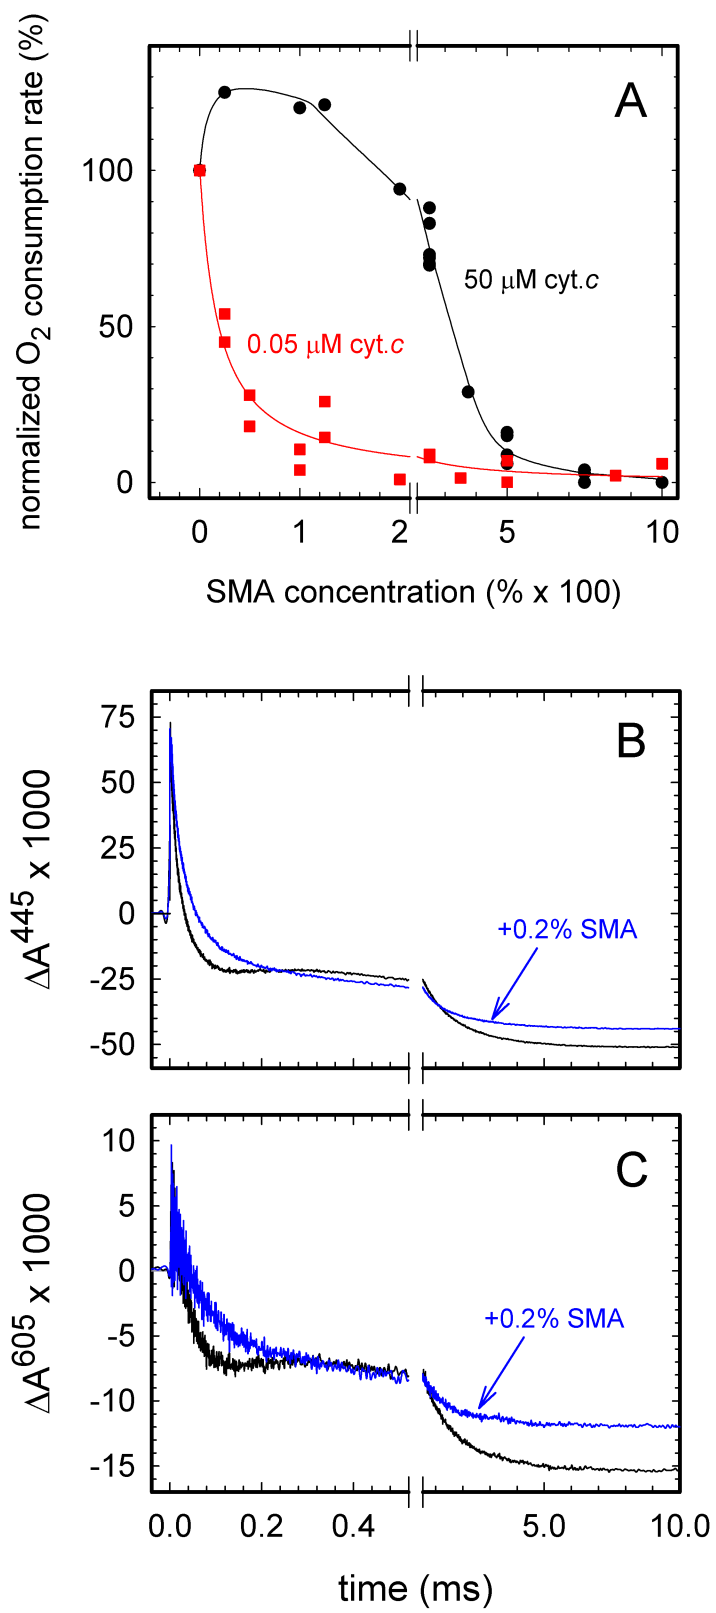 A
normalized O2 consumption rate (%)
100
50
0
50 μM cyt.c
0.05 μM cyt.c
0 1 2 5 10
SMA concentration (% x 100)
B
ΔA445 x 1000
75
50
25
0
-25
-50
+0.2% SMA
C
ΔA605 x 1000
10
5
0
-5
-10
-15
+0.2% SMA
0.0 0.2 0.4 5.0 10.0
time (ms)